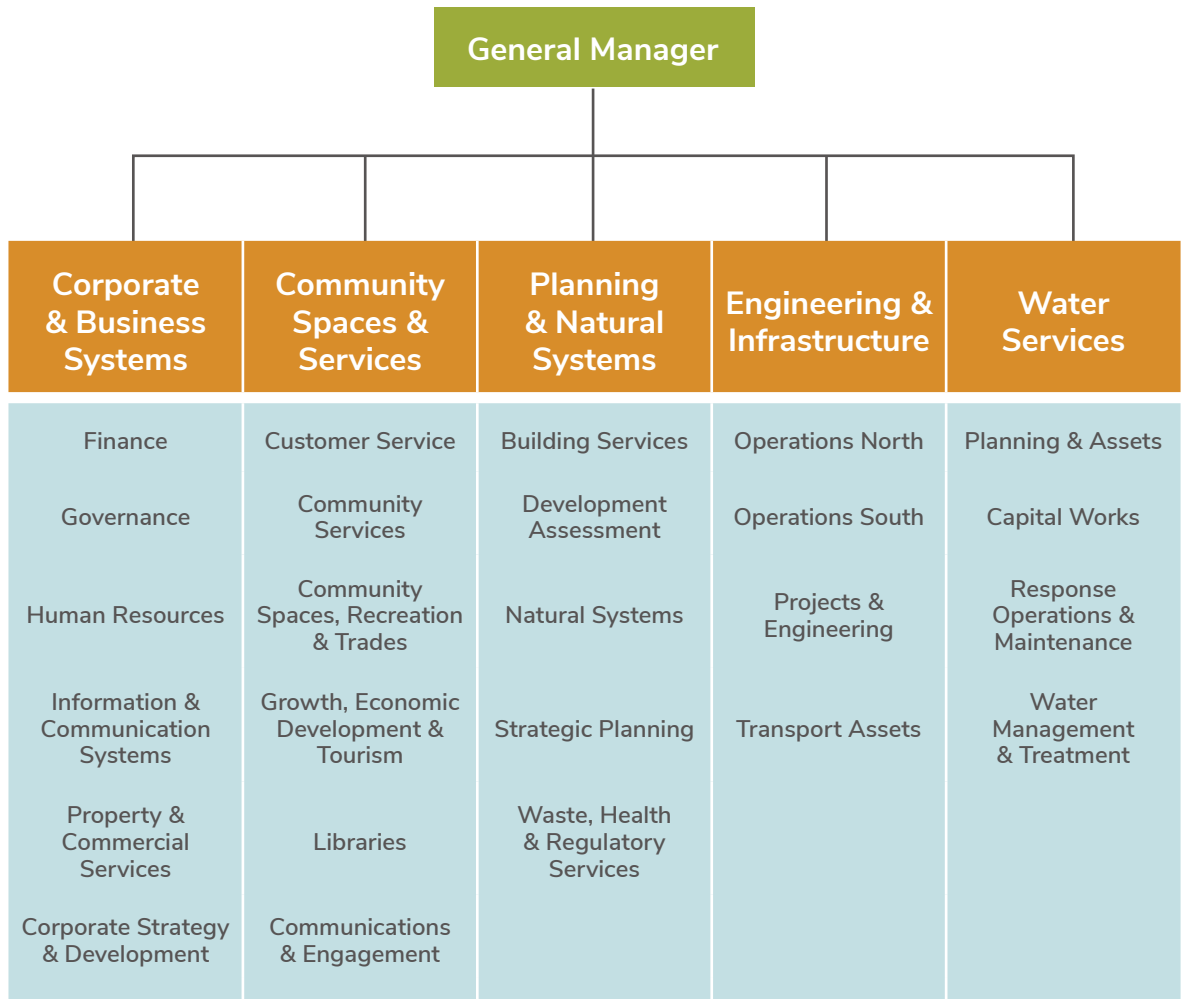 General Manager
Corporate
& Business
Systems
Community
Spaces &
Services
Planning
& Natural
Systems
Engineering &
Infrastructure
Water
Services
Finance
Governance
Human Resources
Information &
Communication
Systems
Property &
Commercial
Services
Corporate Strategy
& Development
Customer Service
Community
Services
Community
Spaces, Recreation
& Trades
Growth, Economic
Development &
Tourism
Libraries
Communications
& Engagement
Building Services
Development
Assessment
Natural Systems
Strategic Planning
Waste, Health
& Regulatory
Services
Operations North
Operations South
Projects &
Engineering
Transport Assets
Planning & Assets
Capital Works
Response
Operations &
Maintenance
Water
Management
& Treatment